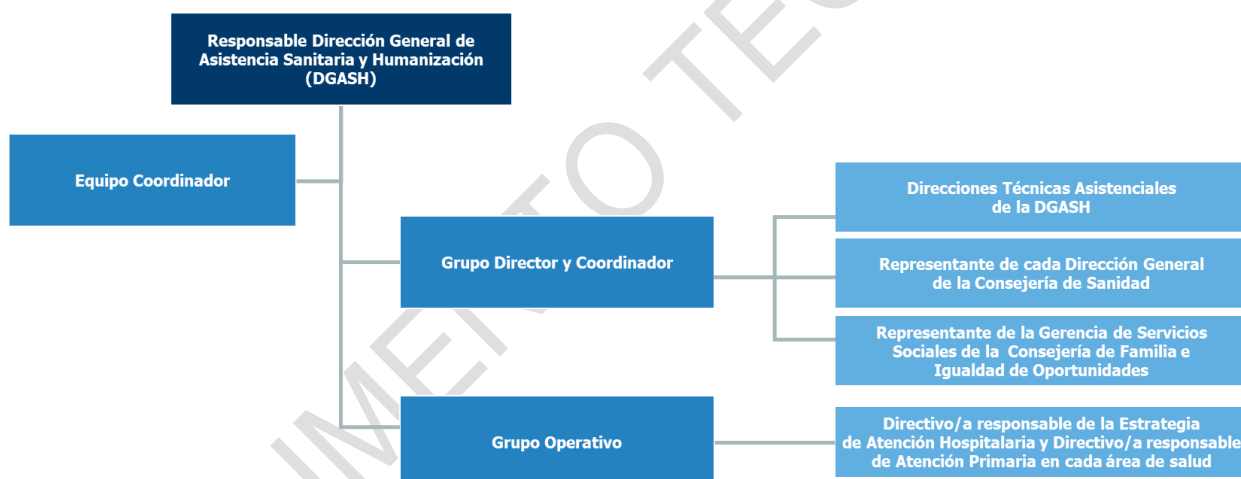 Responsable Dirección General de
Asistencia Sanitaria y Humanización
(DGASH)
Equipo Coordinador
Grupo Director y Coordinador
Direcciones Técnicas Asistenciales
de la DGASH
Representante de cada Dirección General
de la Consejería de Sanidad
Representante de la Gerencia de Servicios
Sociales de la Consejería de Familia e
Igualdad de Oportunidades
Grupo Operativo
Directivo/a responsable de la Estrategia
de Atención Hospitalaria y Directivo/a responsable
de Atención Primaria en cada área de salud